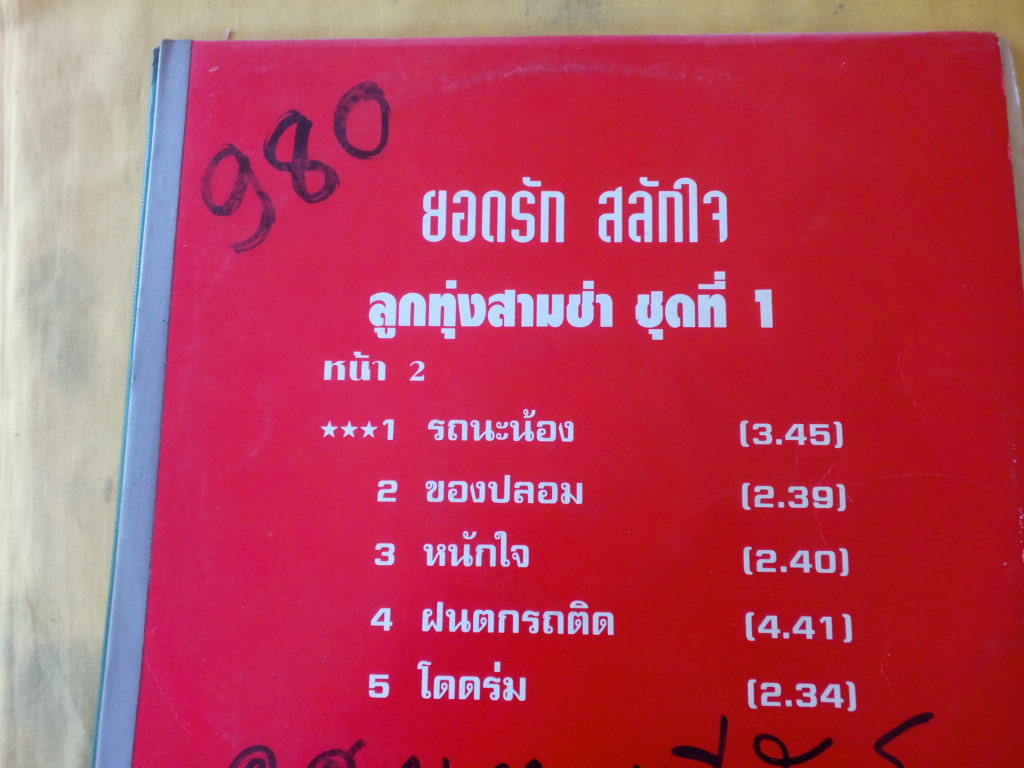 980
ยอดรัก สลักใจ
ลูกทุ่งสามช่า ชุดที่ 1
หน้า 2
★★★1 รถนะน้อง (3.45)
2 ของปลอม (2.39)
3 หนักใจ (2.40)
4 ฝนตกรถติด (4.41)
5 โดดร่ม (2.34)